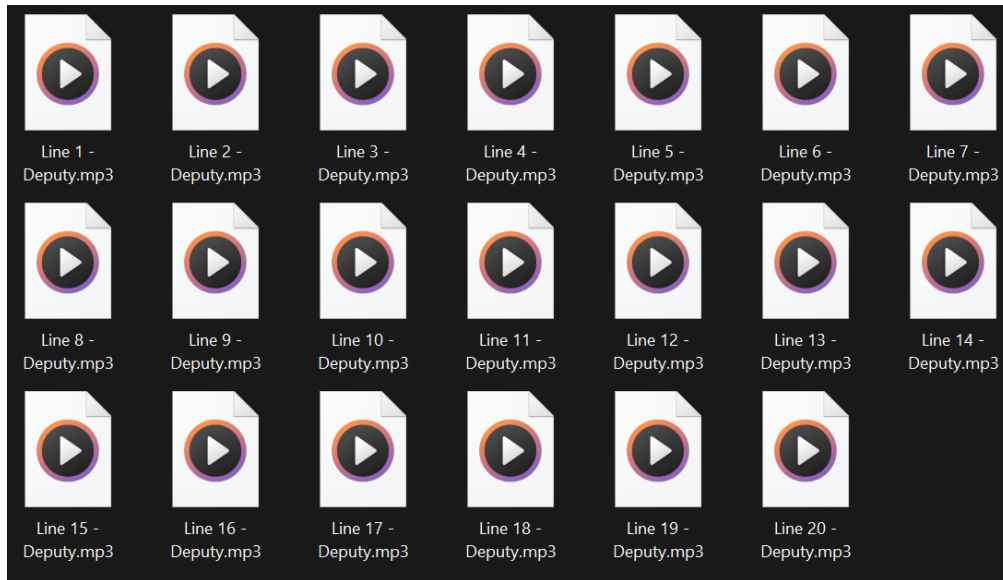 Line 1 -
Deputy.mp3
Line 2 -
Deputy.mp3
Line 3 -
Deputy.mp3
Line 4 -
Deputy.mp3
Line 5 -
Deputy.mp3
Line 6 -
Deputy.mp3
Line 7 -
Deputy.mp3
Line 8 -
Deputy.mp3
Line 9 -
Deputy.mp3
Line 10 -
Deputy.mp3
Line 11 -
Deputy.mp3
Line 12 -
Deputy.mp3
Line 13 -
Deputy.mp3
Line 14 -
Deputy.mp3
Line 15 -
Deputy.mp3
Line 16 -
Deputy.mp3
Line 17 -
Deputy.mp3
Line 18 -
Deputy.mp3
Line 19 -
Deputy.mp3
Line 20 -
Deputy.mp3